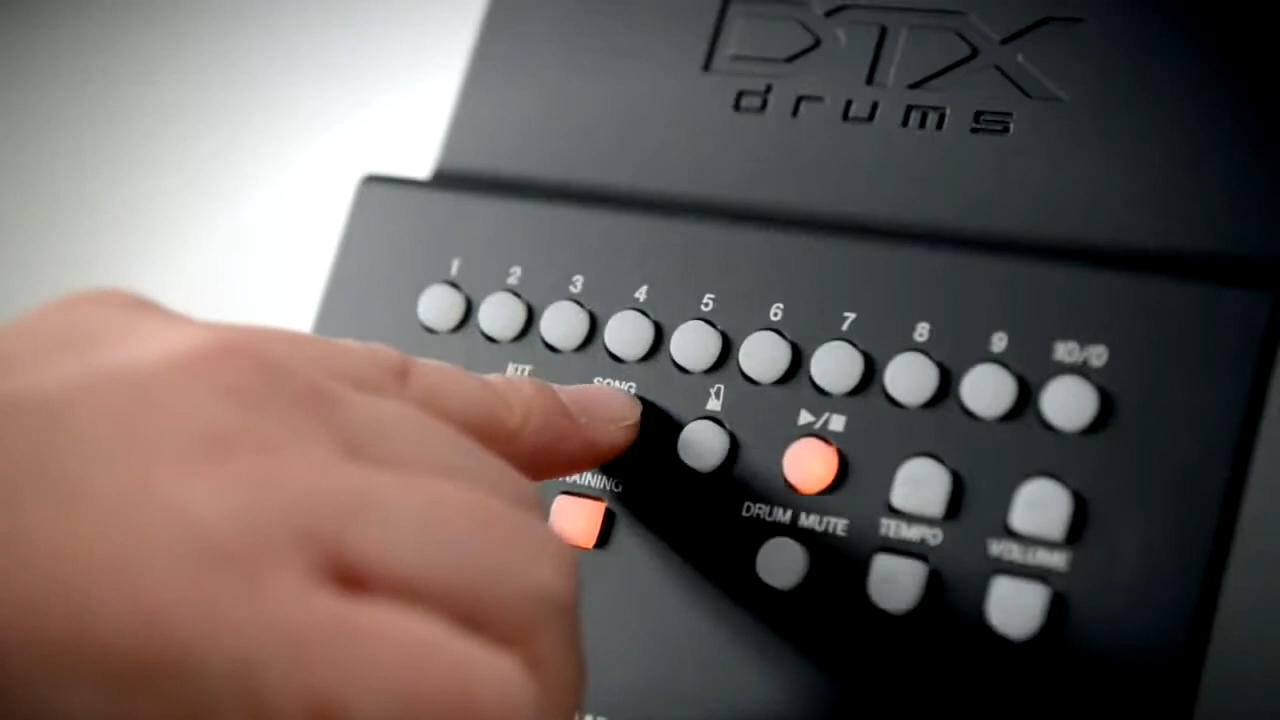 DTX
drums
1 2 3 4 5 6 7 8 9 10/0
KIT SONG
TRAINING
DRUM MUTE TEMPO VOLUME